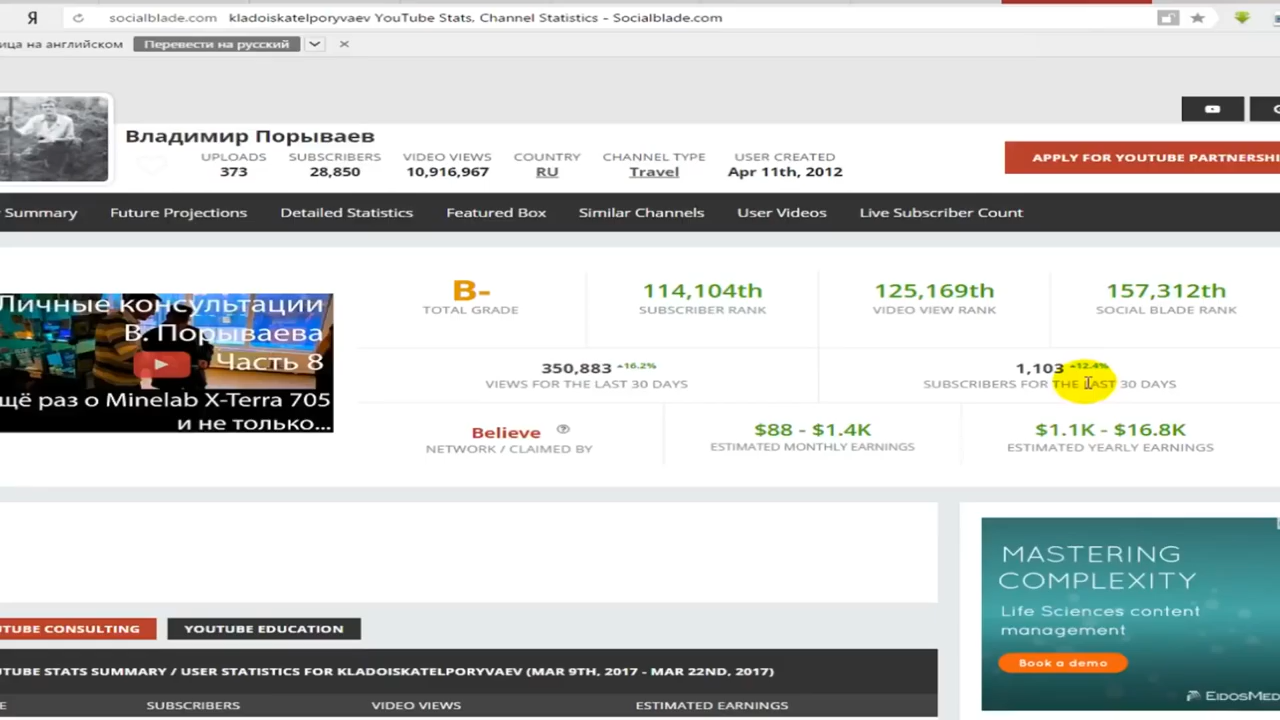 Я socialblade.com kladoiskatelporyvaev YouTube Stats, Channel Statistics - Socialblade.com
ица на английском Перевести на русский
Владимир Порываев
UPLOADS SUBSCRIBERS VIDEO VIEWS COUNTRY CHANNEL TYPE USER CREATED
373 28,850 10,916,967 RU Travel Apr 11th, 2012
APPLY FOR YOUTUBE PARTNERSHI
Summary Future Projections Detailed Statistics Featured Box Similar Channels User Videos Live Subscriber Count
Личные консультации
В. Порываева
Часть 8
щё раз о Minelab X-Terra 705
и не только...
B- 114,104th 125,169th 157,312th
TOTAL GRADE SUBSCRIBER RANK VIDEO VIEW RANK SOCIAL BLADE RANK
350,883 16.2% 1,103 12.4%
VIEWS FOR THE LAST 30 DAYS SUBSCRIBERS FOR THE LAST 30 DAYS
Believe $88 - $1.4K $1.1K - $16.8K
NETWORK / CLAIMED BY ESTIMATED MONTHLY EARNINGS ESTIMATED YEARLY EARNINGS
MASTERING
COMPLEXITY
Life Sciences content
management
Book a demo
EIDOSMED
UTUBE CONSULTING YOUTUBE EDUCATION
UTUBE STATS SUMMARY / USER STATISTICS FOR KLADOISKATELPORYVAEV (MAR 9TH, 2017 - MAR 22ND, 2017)
E SUBSCRIBERS VIDEO VIEWS ESTIMATED EARNINGS